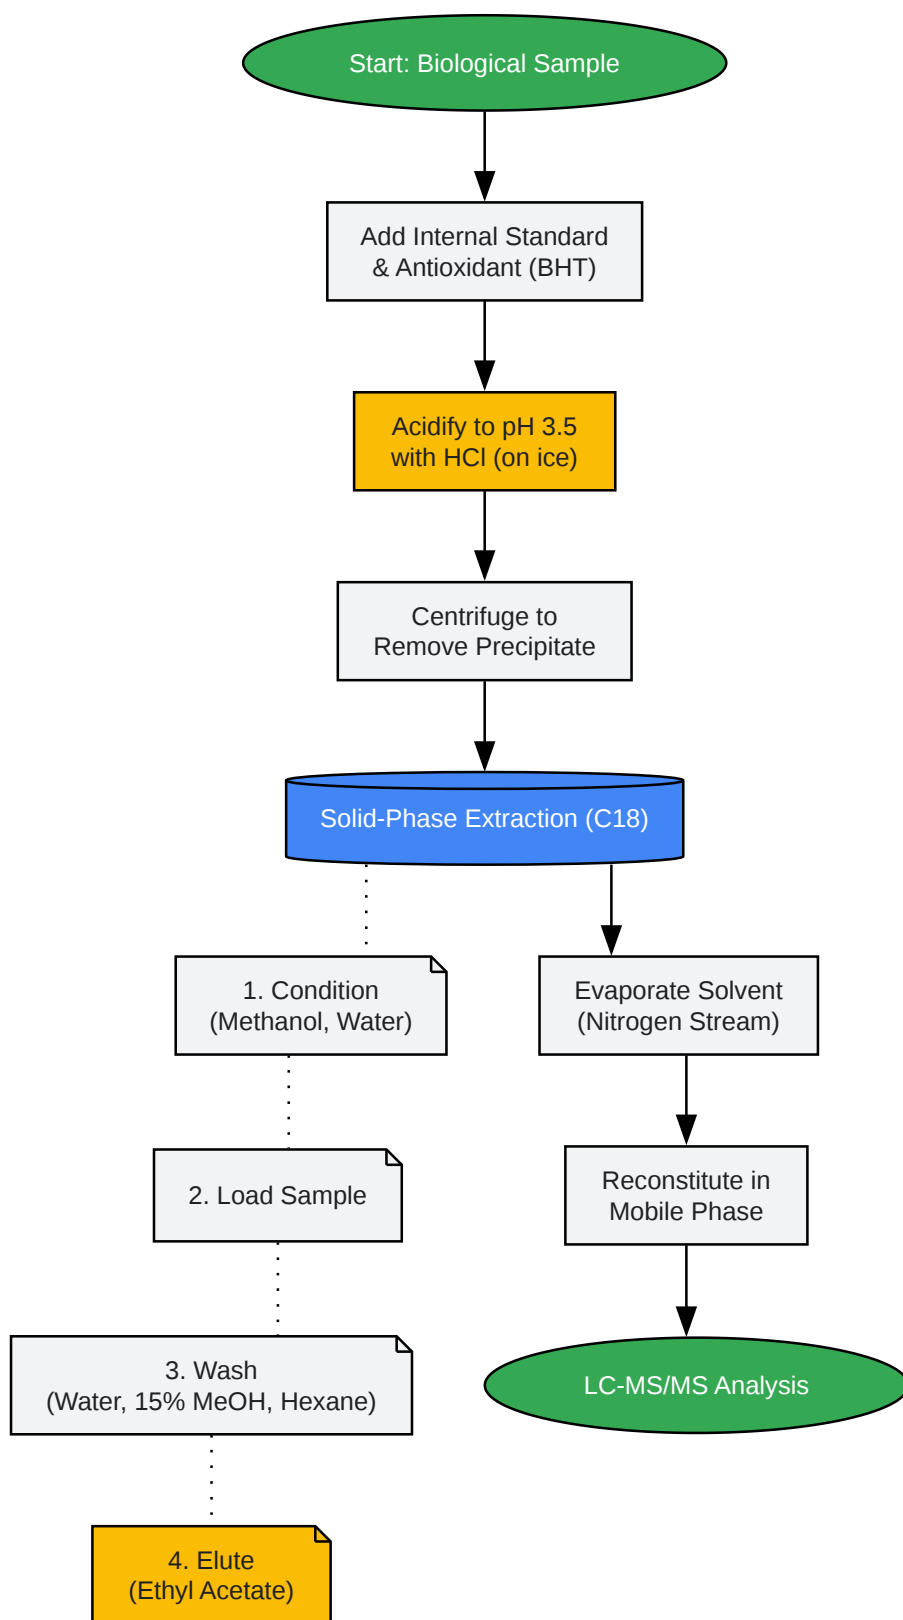 Start: Biological Sample
Add Internal Standard
& Antioxidant (BHT)
Acidify to pH 3.5
with HCl (on ice)
Centrifuge to
Remove Precipitate
Solid-Phase Extraction (C18)
1. Condition
(Methanol, Water)
2. Load Sample
3. Wash
(Water, 15% MeOH, Hexane)
4. Elute
(Ethyl Acetate)
Evaporate Solvent
(Nitrogen Stream)
Reconstitute in
Mobile Phase
LC-MS/MS Analysis